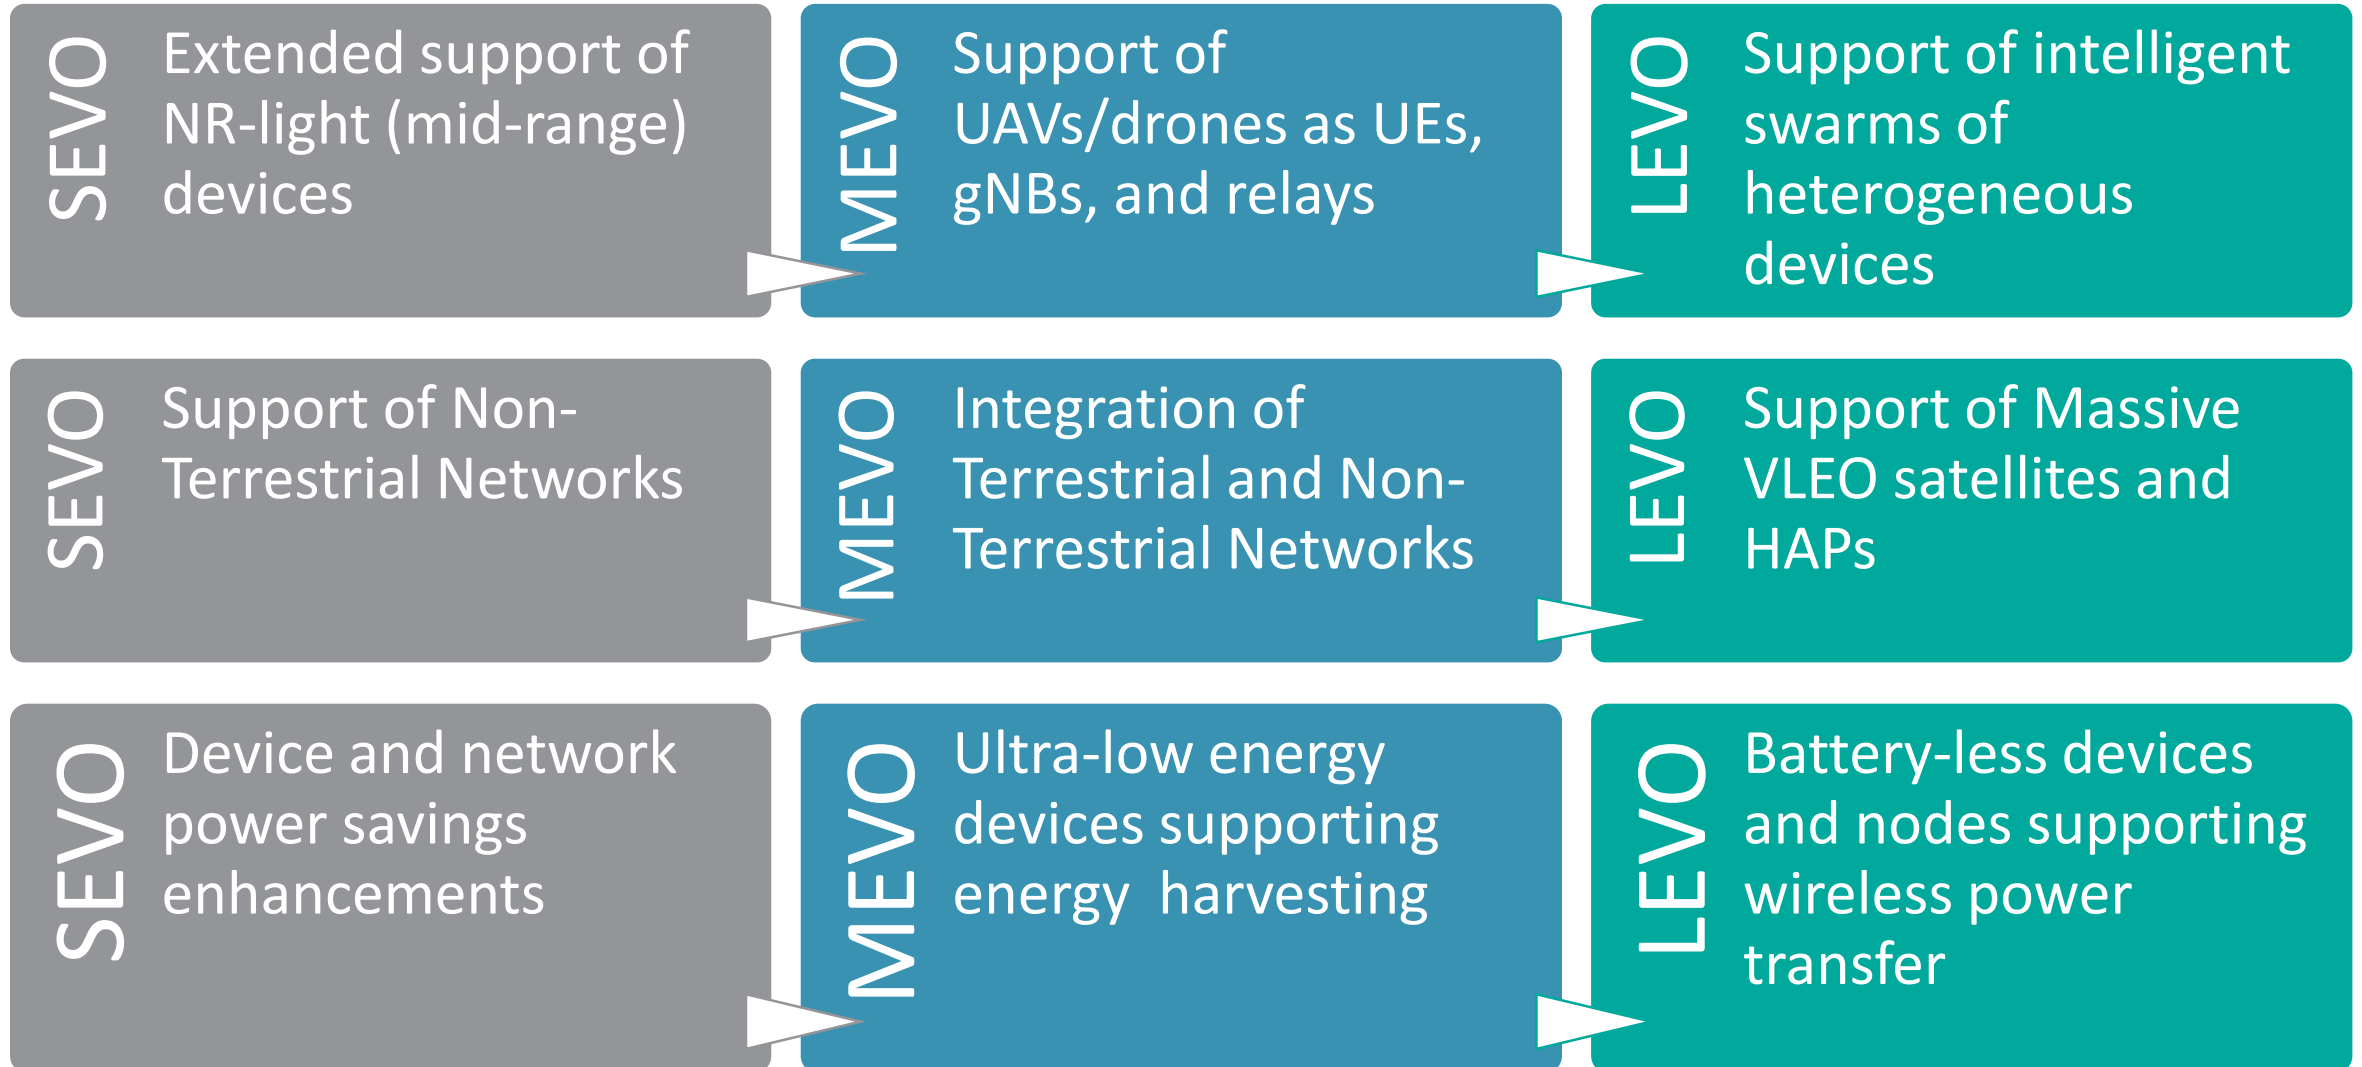 SEVO
Extended support of
NR-light (mid-range)
devices
MEVO
Support of
UAVs/drones as UEs,
gNBs, and relays
LEVO
Support of intelligent
swarms of
heterogeneous
devices
SEVO
Support of Non-
Terrestrial Networks
MEVO
Integration of
Terrestrial and Non-
Terrestrial Networks
LEVO
Support of Massive
VLEO satellites and
HAPs
SEVO
Device and network
power savings
enhancements
MEVO
Ultra-low energy
devices supporting
energy  harvesting
LEVO
Battery-less devices
and nodes supporting
wireless power
transfer